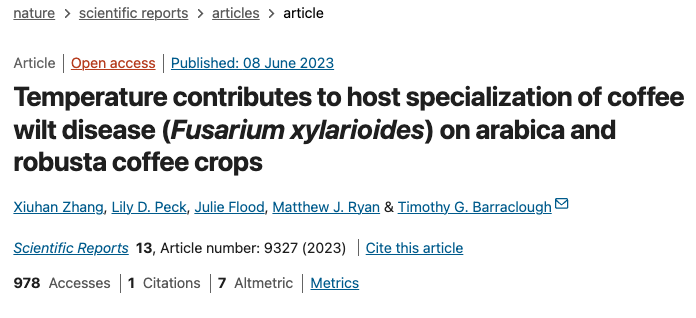 nature > scientific reports > articles > article
Article | Open access | Published: 08 June 2023
Temperature contributes to host specialization of coffee
wilt disease (Fusarium xylarioides) on arabica and
robusta coffee crops
Xiuhan Zhang, Lily D. Peck, Julie Flood, Matthew J. Ryan & Timothy G. Barraclough
Scientific Reports 13, Article number: 9327 (2023) | Cite this article
978 Accesses | 1 Citations | 7 Altmetric | Metrics